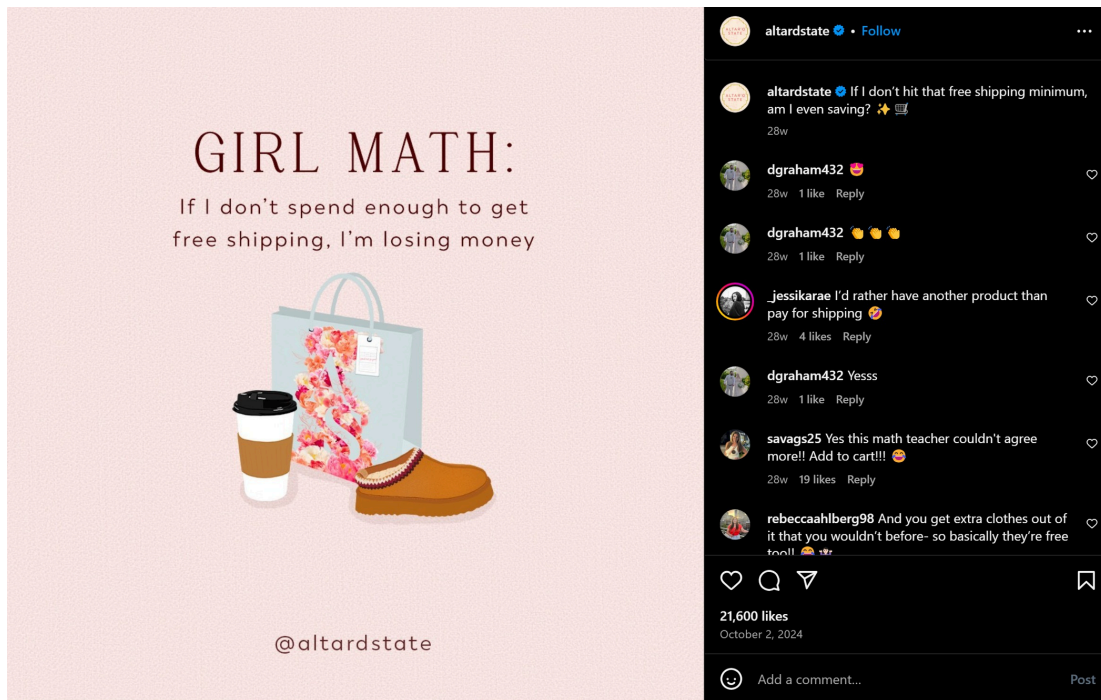 GIRL MATH:
If I don't spend enough to get
free shipping, I'm losing money
AS
@altardstate
altardstate • Follow
altardstate If I don't hit that free shipping minimum,
am I even saving? ✨ 🛒
28w
dgraham432 😍
28w 1 like Reply
dgraham432 👏 👏 👏
28w 1 like Reply
_jessikarae I'd rather have another product than
pay for shipping 🤣
28w 4 likes Reply
dgraham432 Yesss
28w 1 like Reply
savags25 Yes this math teacher couldn't agree
more!! Add to cart!!! 😂
28w 19 likes Reply
rebeccaahlberg98 And you get extra clothes out of
it that you wouldn't before- so basically they're free
too!! 😂
21,600 likes
October 2, 2024
Add a comment...
Post